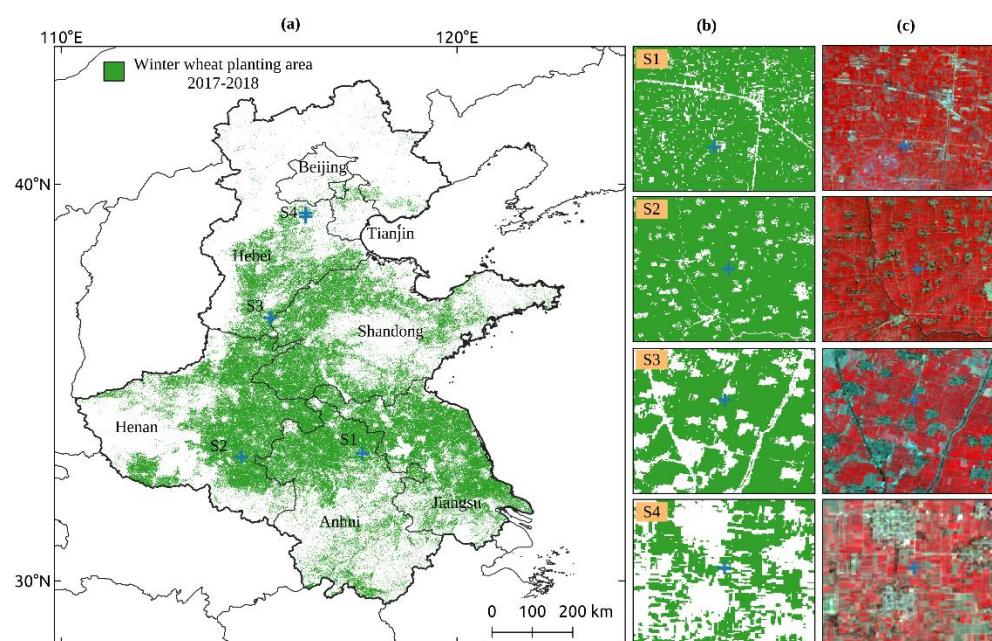 (a)
(b)
(c)
110°E
120°E
Winter wheat planting area
2017-2018
S1
Beijing
40°N
S4
Tianjin
Hebei
S2
S3
Shandong
S3
Henan
S2
S1
Jiangsu
Anhui
S4
30°N
0 100 200 km